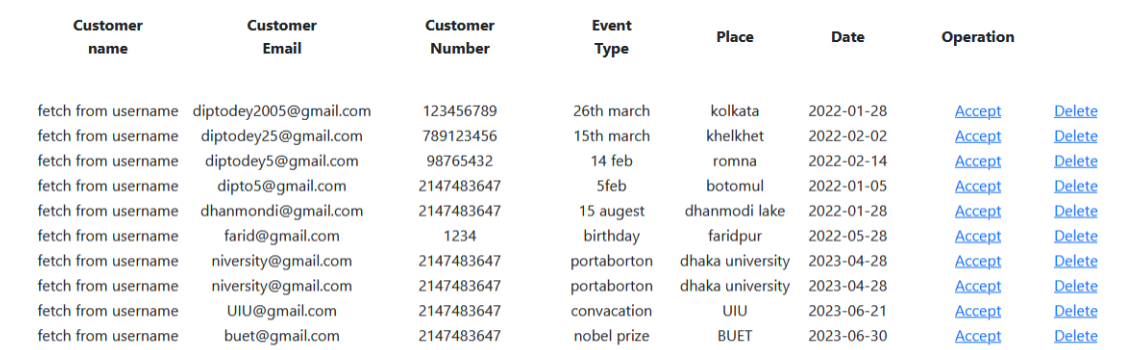 Customer name Customer Email Customer Number Event Type Place Date Operation
fetch from username diptodey2005@gmail.com 123456789 26th march kolkata 2022-01-28 Accept Delete
fetch from username diptodey25@gmail.com 789123456 15th march khelkhet 2022-02-02 Accept Delete
fetch from username diptodey5@gmail.com 98765432 14 feb romna 2022-02-14 Accept Delete
fetch from username dipto5@gmail.com 2147483647 5feb botomul 2022-01-05 Accept Delete
fetch from username dhanmondi@gmail.com 2147483647 15 augest dhanmodi lake 2022-01-28 Accept Delete
fetch from username farid@gmail.com 1234 birthday faridpur 2022-05-28 Accept Delete
fetch from username niversity@gmail.com 2147483647 portaborton dhaka university 2023-04-28 Accept Delete
fetch from username niversity@gmail.com 2147483647 portaborton dhaka university 2023-04-28 Accept Delete
fetch from username UIU@gmail.com 2147483647 convacation UIU 2023-06-21 Accept Delete
fetch from username buet@gmail.com 2147483647 nobel prize BUET 2023-06-30 Accept Delete